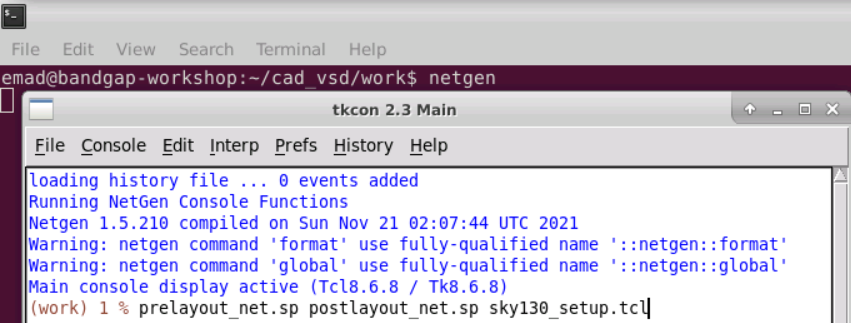 File Edit View Search Terminal Help
emad@bandgap-workshop:~/cad_vsd/work$ netgen
tkcon 2.3 Main
File Console Edit Interp Prefs History Help
loading history file ... 0 events added
Running NetGen Console Functions
Netgen 1.5.210 compiled on Sun Nov 21 02:07:44 UTC 2021
Warning: netgen command 'format' use fully-qualified name '::netgen::format'
Warning: netgen command 'global' use fully-qualified name '::netgen::global'
Main console display active (Tcl8.6.8 / Tk8.6.8)
(work) 1 % prelayout_net.sp postlayout_net.sp sky130_setup.tcl